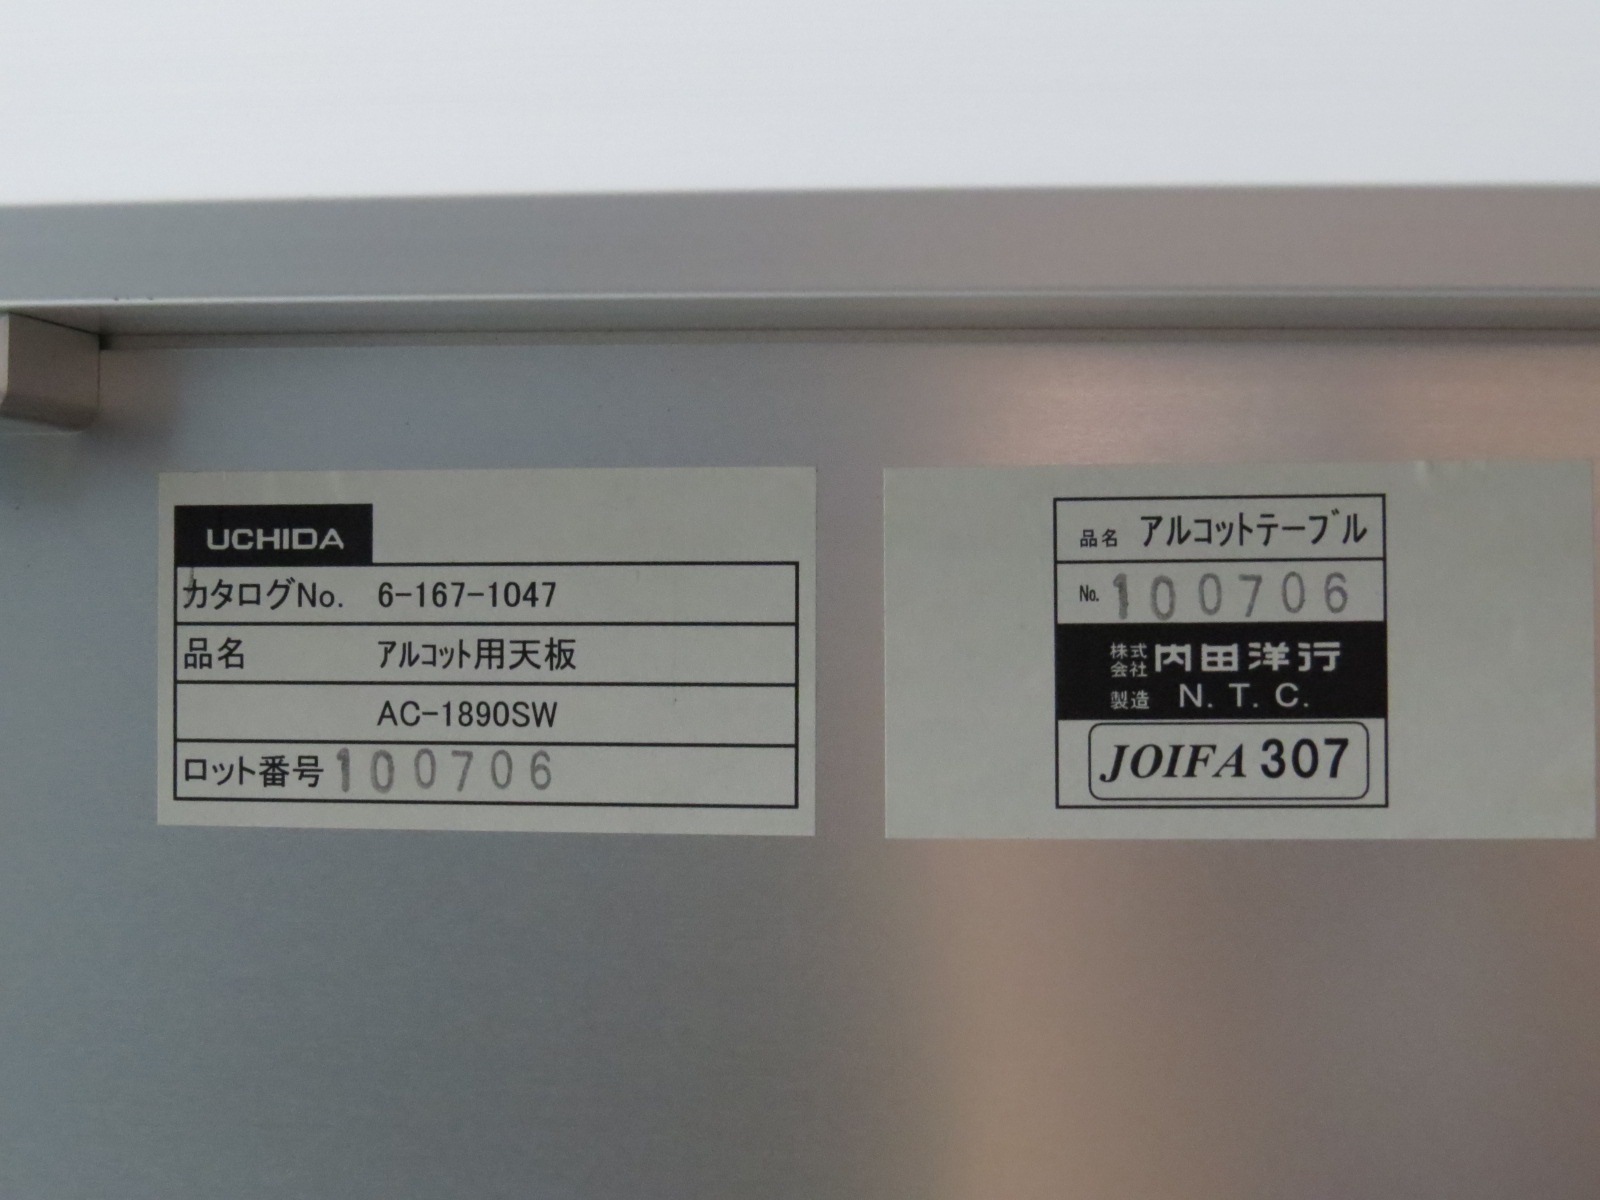 UCHIDA
カタログNo. 6-167-1047
品名 アルコット用天板
AC-1890SW
ロット番号 100706
品名 アルコットテーブル
No. 100706
株式会社 内田洋行
製造 N.T.C.
JOIFA 307